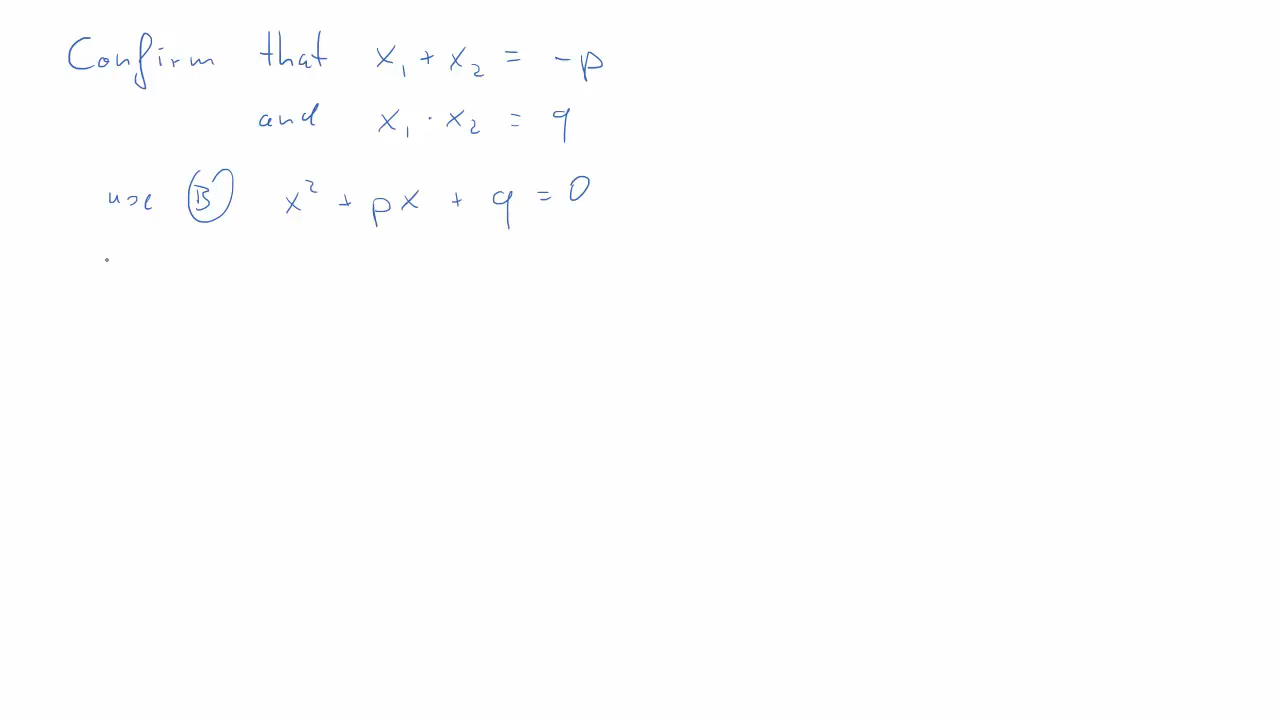 Confirm that x₁ + x₂ = -p
and x₁ · x₂ = q
use Ⓑ x² + px + q = 0